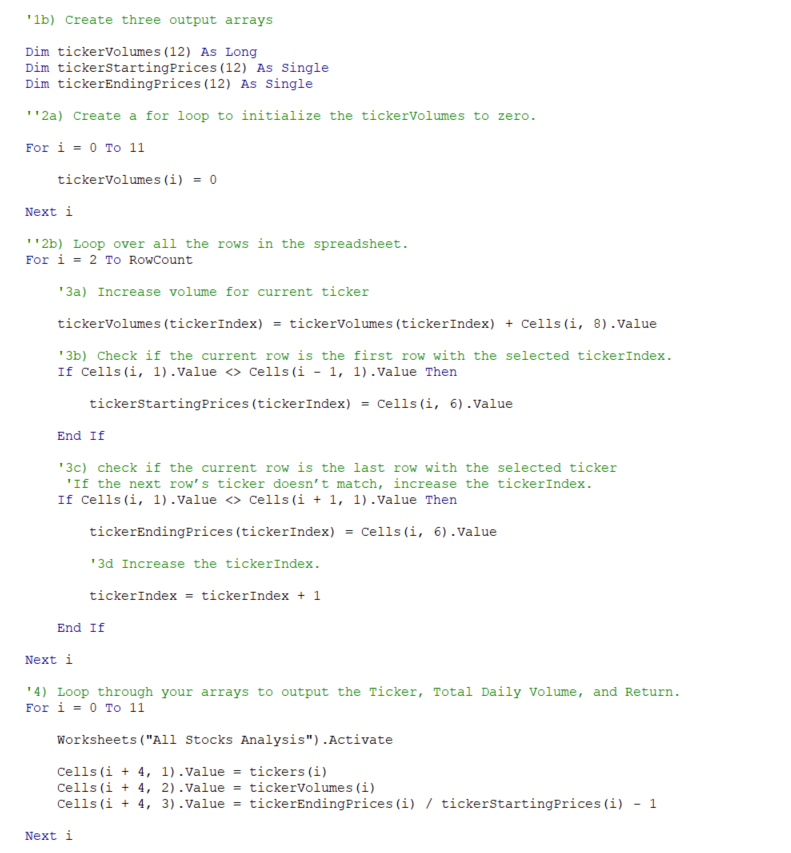 '1b) Create three output arrays
Dim tickerVolumes(12) As Long
Dim tickerStartingPrices(12) As Single
Dim tickerEndingPrices(12) As Single
''2a) Create a for loop to initialize the tickerVolumes to zero.
For i = 0 To 11
tickerVolumes(i) = 0
Next i
''2b) Loop over all the rows in the spreadsheet.
For i = 2 To RowCount
'3a) Increase volume for current ticker
tickerVolumes(tickerIndex) = tickerVolumes(tickerIndex) + Cells(i, 8).Value
'3b) Check if the current row is the first row with the selected tickerIndex.
If Cells(i, 1).Value <> Cells(i - 1, 1).Value Then
tickerStartingPrices(tickerIndex) = Cells(i, 6).Value
End If
'3c) check if the current row is the last row with the selected ticker
'If the next row’s ticker doesn’t match, increase the tickerIndex.
If Cells(i, 1).Value <> Cells(i + 1, 1).Value Then
tickerEndingPrices(tickerIndex) = Cells(i, 6).Value
'3d Increase the tickerIndex.
tickerIndex = tickerIndex + 1
End If
Next i
'4) Loop through your arrays to output the Ticker, Total Daily Volume, and Return.
For i = 0 To 11
Worksheets("All Stocks Analysis").Activate
Cells(i + 4, 1).Value = tickers(i)
Cells(i + 4, 2).Value = tickerVolumes(i)
Cells(i + 4, 3).Value = tickerEndingPrices(i) / tickerStartingPrices(i) - 1
Next i